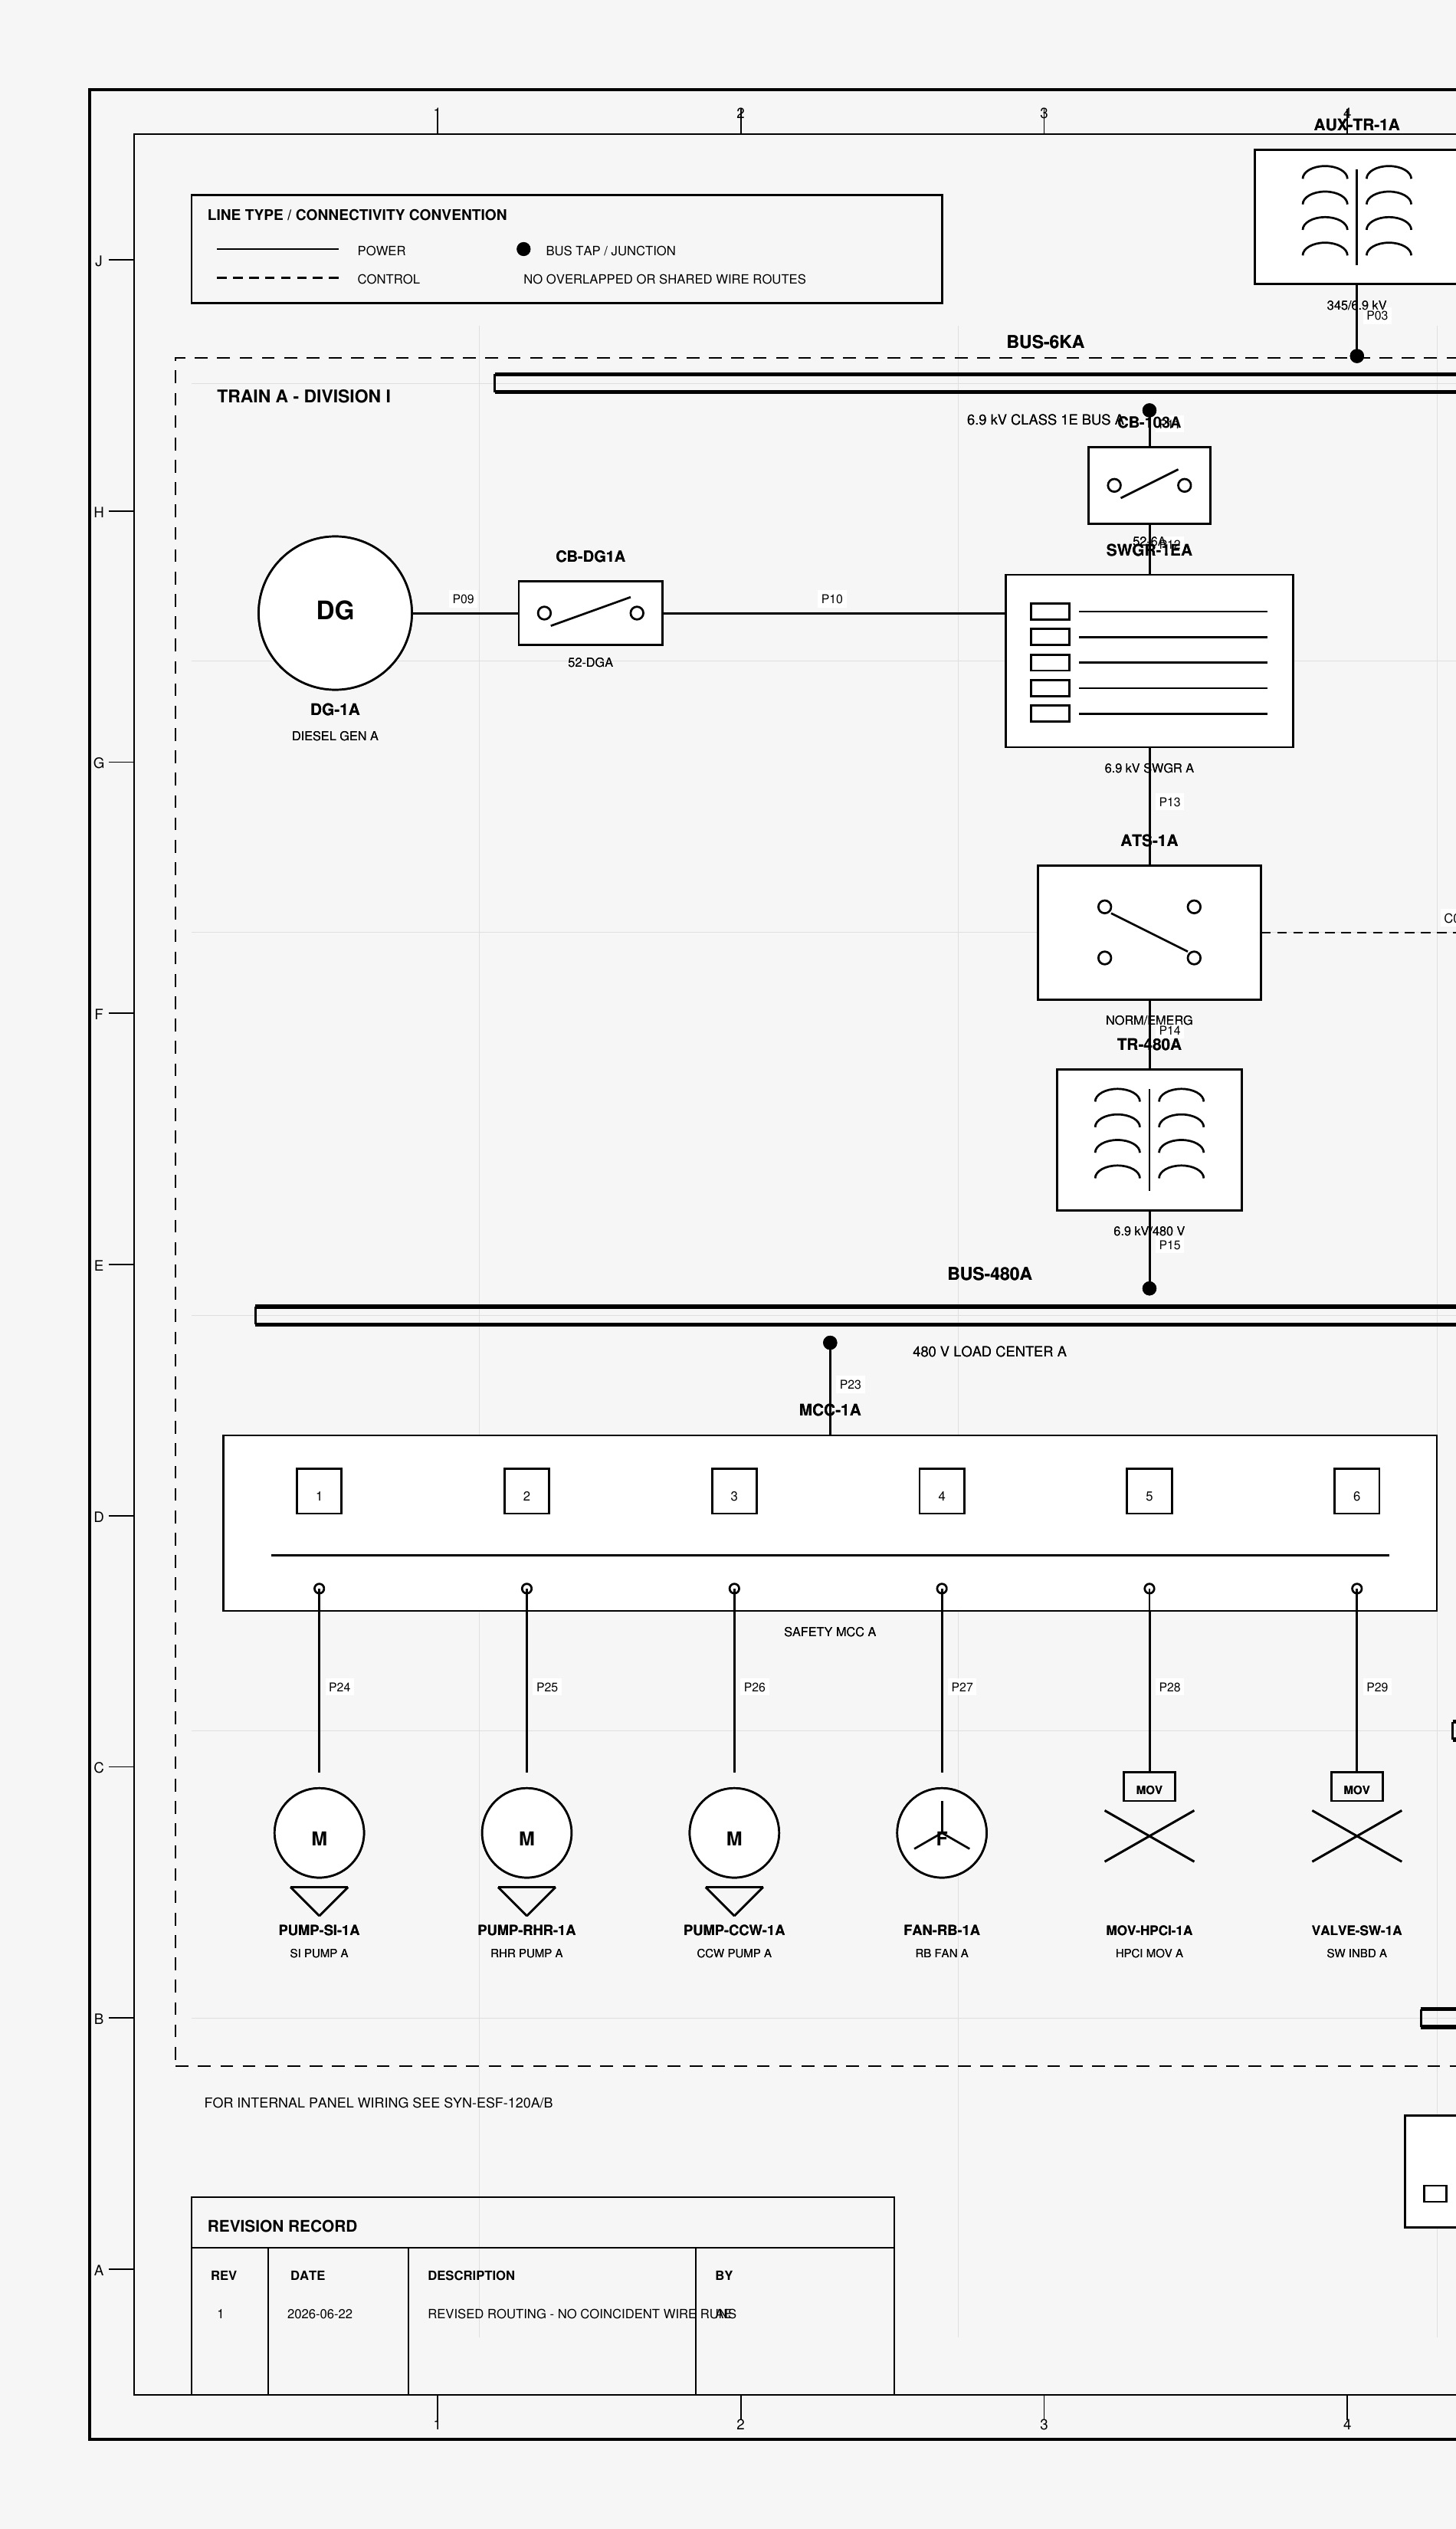 1 2 3 4
AUX-TR-1A
LINE TYPE / CONNECTIVITY CONVENTION
POWER
BUS TAP / JUNCTION
CONTROL
NO OVERLAPPED OR SHARED WIRE ROUTES
J
345/6.9 kV
P03
BUS-6KA
TRAIN A - DIVISION I
6.9 kV CLASS 1E BUS A
CB-103A
H
52-6A
P12
SWGR-1EA
CB-DG1A
DG
P09
P10
52-DGA
DG-1A
DIESEL GEN A
G
6.9 kV SWGR A
P13
ATS-1A
F
NORM/EMERG
P14
TR-480A
6.9 kV/480 V
P15
E
BUS-480A
480 V LOAD CENTER A
P23
MCC-1A
1 2 3 4 5 6
D
SAFETY MCC A
P24 P25 P26 P27 P28 P29
C
MOV MOV
M M M F
PUMP-SI-1A PUMP-RHR-1A PUMP-CCW-1A FAN-RB-1A MOV-HPCI-1A VALVE-SW-1A
SI PUMP A RHR PUMP A CCW PUMP A RB FAN A HPCI MOV A SW INBD A
B
FOR INTERNAL PANEL WIRING SEE SYN-ESF-120A/B
REVISION RECORD
A
REV DATE DESCRIPTION BY
1 2026-06-22 REVISED ROUTING - NO COINCIDENT WIRE RUNS
1 2 3 4